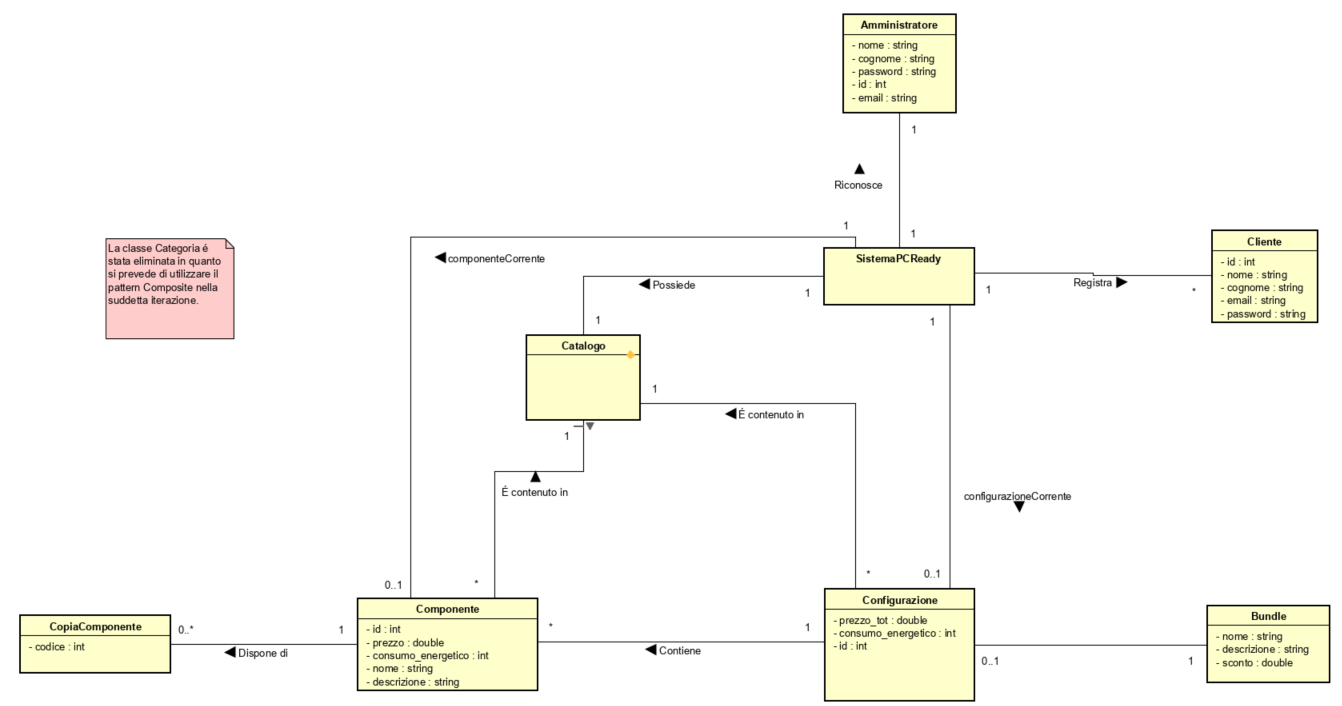 Amministratore
- nome : string
- cognome : string
- password : string
- id : int
- email : string
1
Riconosce
1
1
La classe Categoria é
stata eliminata in quanto
si prevede di utilizzare il
pattern Composite nella
suddetta iterazione.
componenteCorrente
SistemaPCReady
Cliente
- id : int
- nome : string
- cognome : string
- email : string
- password : string
Possiede
1
1
Registra
*
1
1
Catalogo
1
É contenuto in
1
É contenuto in
configurazioneCorrente
0..1
*
*
0..1
CopiaComponente
- codice : int
0..*
1
Dispone di
Componente
- id : int
- prezzo : double
- consumo_energetico : int
- nome : string
- descrizione : string
*
1
Contiene
Configurazione
- prezzo_tot : double
- consumo_energetico : int
- id : int
0..1
1
Bundle
- nome : string
- descrizione : string
- sconto : double